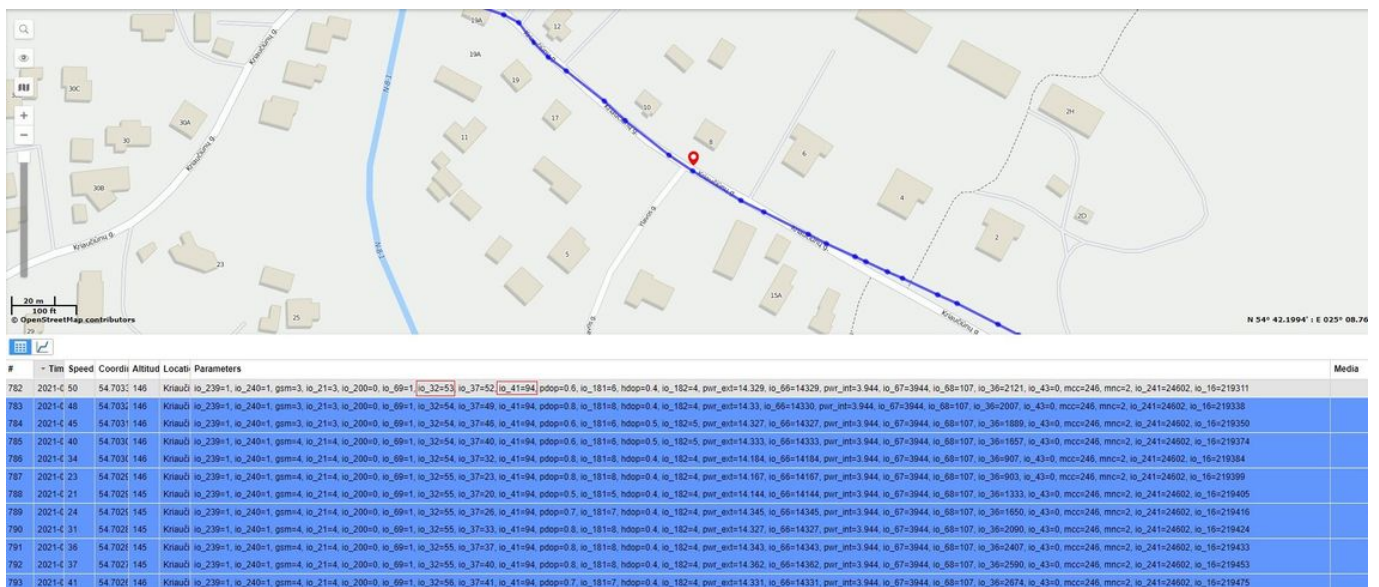 19A
12
19A
19
17
11
10
8
6
2H
4
2
2D
5
15A
30C
30A
30
30B
23
25
29
Kriaučiūnų g.
Kriaučiūnų g.
Kriaučiūnų g.
Kriaučiūnų g.
Kriaučiūnų g.
Kriaučiūnų g.
N-8-1
N-8-1
20 m
100 ft
© OpenStreetMap contributors
N 54° 42.1994' : E 025° 08.76
# Tim Speed Coordi Altitud Locati Parameters Media
782 2021-0 50 54.7033 146 Kriauči io_239=1, io_240=1, gsm=3, io_21=3, io_200=0, io_69=1, io_32=53, io_37=52, io_41=94, pdop=0.6, io_181=6, hdop=0.4, io_182=4, pwr_ext=14.329, io_66=14329, pwr_int=3.944, io_67=3944, io_68=107, io_36=2121, io_43=0, mcc=246, mnc=2, io_241=24602, io_16=219311
783 2021-0 48 54.7032 146 Kriauči io_239=1, io_240=1, gsm=3, io_21=3, io_200=0, io_69=1, io_32=54, io_37=49, io_41=94, pdop=0.8, io_181=8, hdop=0.4, io_182=4, pwr_ext=14.33, io_66=14330, pwr_int=3.944, io_67=3944, io_68=107, io_36=2007, io_43=0, mcc=246, mnc=2, io_241=24602, io_16=219338
784 2021-0 45 54.7031 146 Kriauči io_239=1, io_240=1, gsm=3, io_21=3, io_200=0, io_69=1, io_32=54, io_37=46, io_41=94, pdop=0.8, io_181=8, hdop=0.5, io_182=5, pwr_ext=14.327, io_66=14327, pwr_int=3.944, io_67=3944, io_68=107, io_36=1889, io_43=0, mcc=246, mnc=2, io_241=24602, io_16=219350
785 2021-0 40 54.7030 146 Kriauči io_239=1, io_240=1, gsm=4, io_21=4, io_200=0, io_69=1, io_32=54, io_37=40, io_41=94, pdop=0.6, io_181=6, hdop=0.5, io_182=5, pwr_ext=14.333, io_66=14333, pwr_int=3.944, io_67=3944, io_68=107, io_36=1657, io_43=0, mcc=246, mnc=2, io_241=24602, io_16=219374
786 2021-0 34 54.7030 146 Kriauči io_239=1, io_240=1, gsm=4, io_21=4, io_200=0, io_69=1, io_32=54, io_37=32, io_41=94, pdop=0.8, io_181=8, hdop=0.4, io_182=4, pwr_ext=14.184, io_66=14184, pwr_int=3.944, io_67=3944, io_68=107, io_36=907, io_43=0, mcc=246, mnc=2, io_241=24602, io_16=219384
787 2021-0 23 54.7029 146 Kriauči io_239=1, io_240=1, gsm=4, io_21=4, io_200=0, io_69=1, io_32=55, io_37=23, io_41=94, pdop=0.8, io_181=8, hdop=0.4, io_182=4, pwr_ext=14.167, io_66=14167, pwr_int=3.944, io_67=3944, io_68=107, io_36=903, io_43=0, mcc=246, mnc=2, io_241=24602, io_16=219399
788 2021-0 21 54.7029 145 Kriauči io_239=1, io_240=1, gsm=4, io_21=4, io_200=0, io_69=1, io_32=55, io_37=20, io_41=94, pdop=0.5, io_181=5, hdop=0.4, io_182=4, pwr_ext=14.144, io_66=14144, pwr_int=3.944, io_67=3944, io_68=107, io_36=1333, io_43=0, mcc=246, mnc=2, io_241=24602, io_16=219405
789 2021-0 24 54.7029 145 Kriauči io_239=1, io_240=1, gsm=4, io_21=4, io_200=0, io_69=1, io_32=55, io_37=26, io_41=94, pdop=0.7, io_181=7, hdop=0.4, io_182=4, pwr_ext=14.345, io_66=14345, pwr_int=3.944, io_67=3944, io_68=107, io_36=1650, io_43=0, mcc=246, mnc=2, io_241=24602, io_16=219416
790 2021-0 31 54.7028 145 Kriauči io_239=1, io_240=1, gsm=4, io_21=4, io_200=0, io_69=1, io_32=55, io_37=33, io_41=94, pdop=0.8, io_181=8, hdop=0.4, io_182=4, pwr_ext=14.327, io_66=14327, pwr_int=3.944, io_67=3944, io_68=107, io_36=2090, io_43=0, mcc=246, mnc=2, io_241=24602, io_16=219424
791 2021-0 36 54.7028 145 Kriauči io_239=1, io_240=1, gsm=4, io_21=4, io_200=0, io_69=1, io_32=55, io_37=37, io_41=94, pdop=0.8, io_181=8, hdop=0.4, io_182=4, pwr_ext=14.343, io_66=14343, pwr_int=3.944, io_67=3944, io_68=107, io_36=2407, io_43=0, mcc=246, mnc=2, io_241=24602, io_16=219433
792 2021-0 37 54.7027 145 Kriauči io_239=1, io_240=1, gsm=4, io_21=4, io_200=0, io_69=1, io_32=55, io_37=40, io_41=94, pdop=0.8, io_181=8, hdop=0.4, io_182=4, pwr_ext=14.362, io_66=14362, pwr_int=3.944, io_67=3944, io_68=107, io_36=2590, io_43=0, mcc=246, mnc=2, io_241=24602, io_16=219453
793 2021-0 41 54.7026 146 Kriauči io_239=1, io_240=1, gsm=4, io_21=4, io_200=0, io_69=1, io_32=56, io_37=41, io_41=94, pdop=0.7, io_181=7, hdop=0.4, io_182=4, pwr_ext=14.331, io_66=14331, pwr_int=3.944, io_67=3944, io_68=107, io_36=2674, io_43=0, mcc=246, mnc=2, io_241=24602, io_16=219475